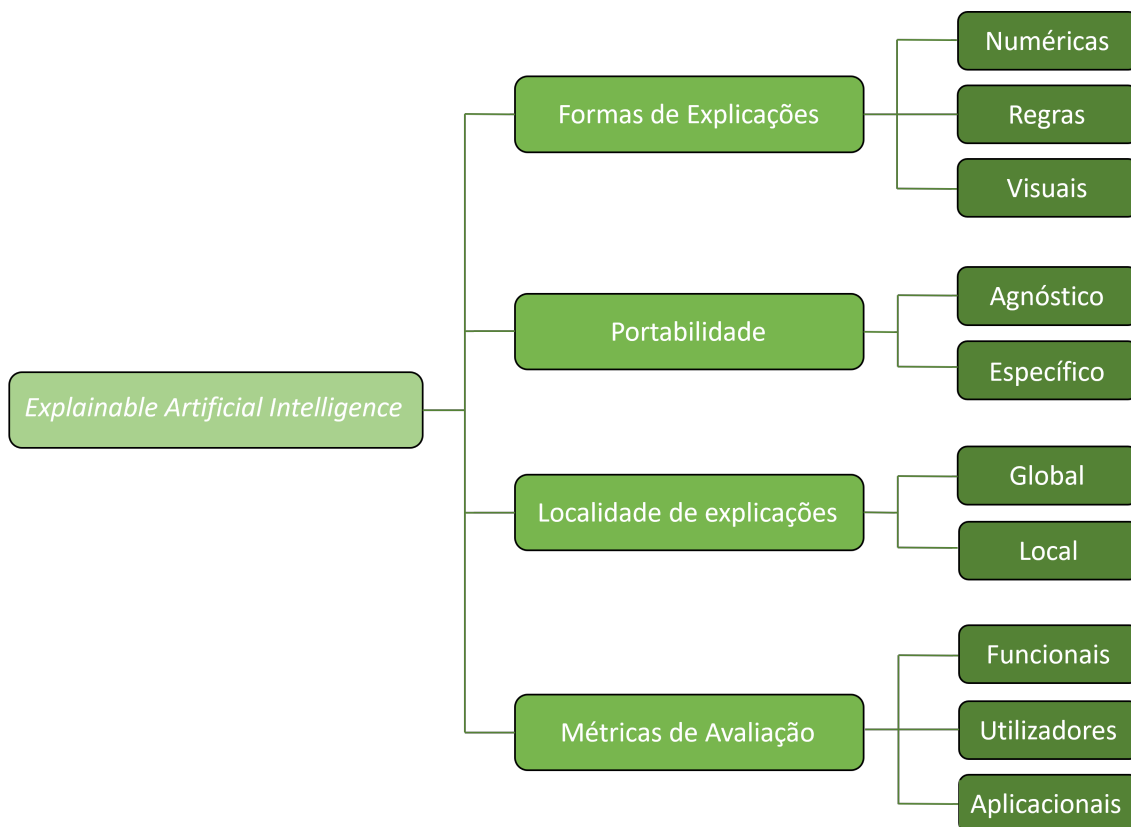 Explainable Artificial Intelligence
Formas de Explicações
Numéricas
Regras
Visuais
Portabilidade
Agnóstico
Específico
Localidade de explicações
Global
Local
Métricas de Avaliação
Funcionais
Utilizadores
Aplicacionais